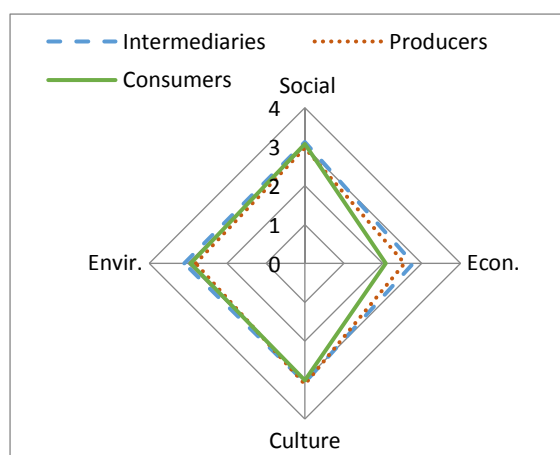 Intermediaries Producers
Consumers
Social
4
3
2
1
Envir. 0 Econ.
Culture